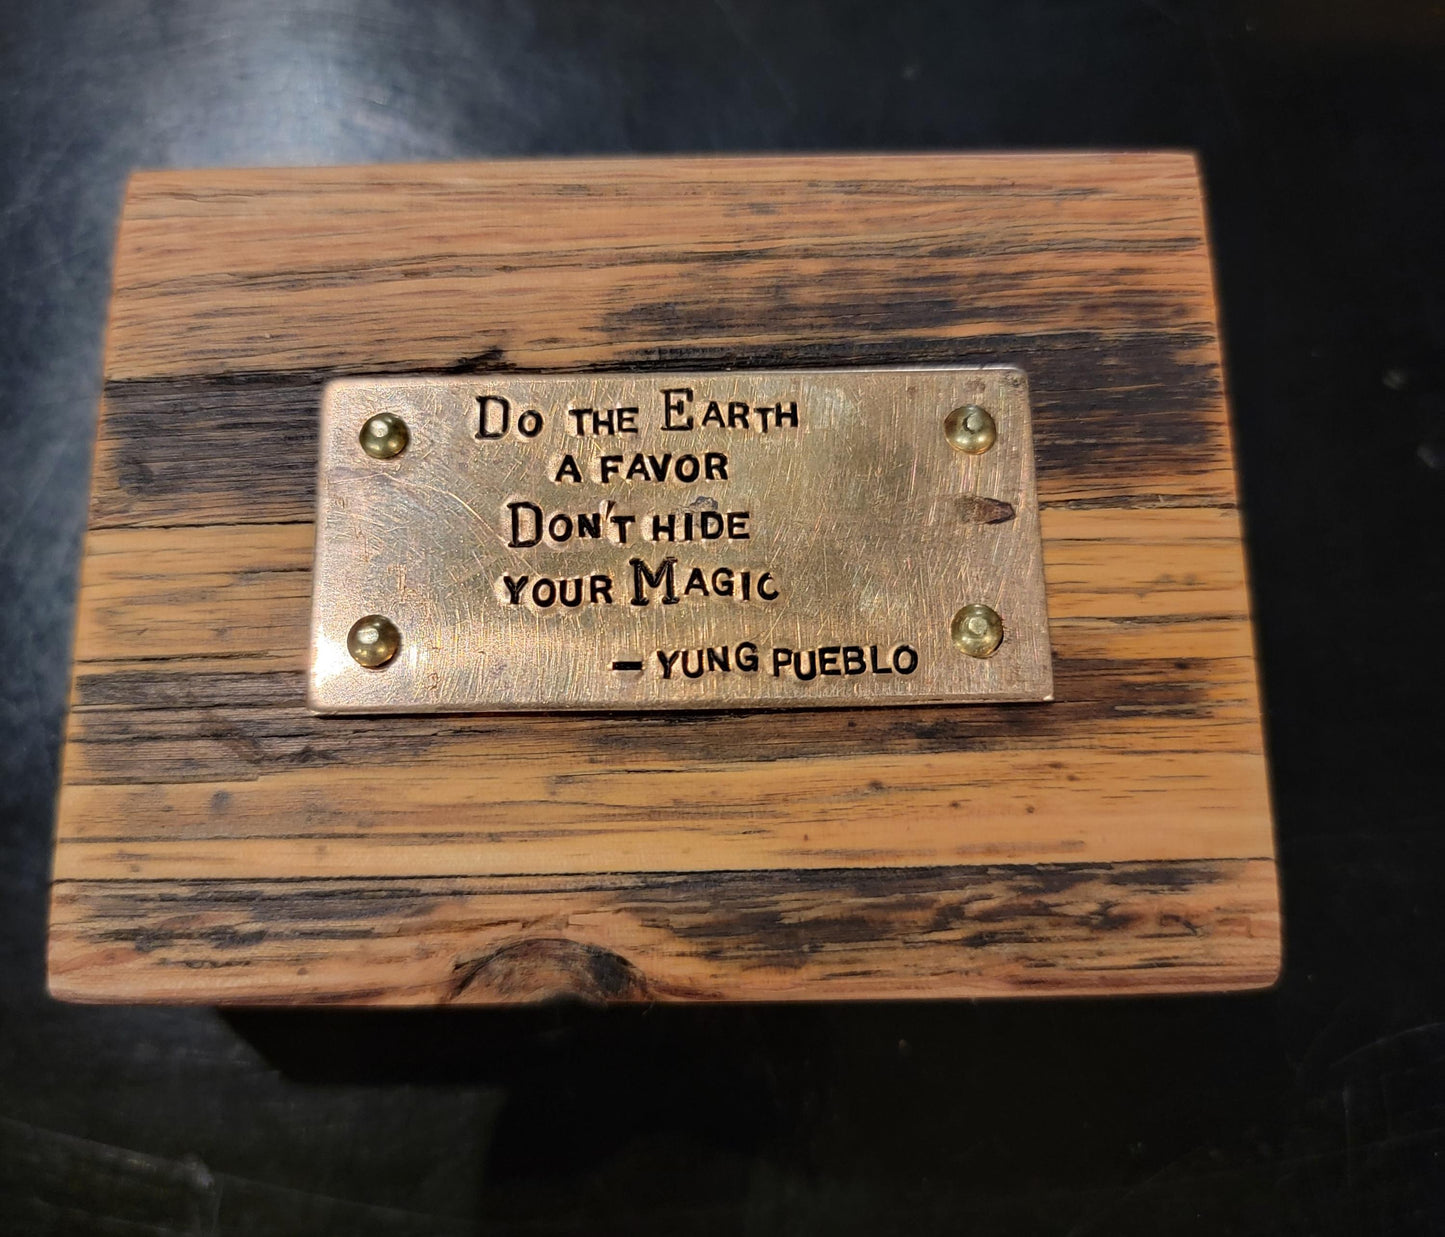 Do THE EARTH
A FAVOR
DON'T HIDE
YOUR MAGIC
- YUNG PUEBLO